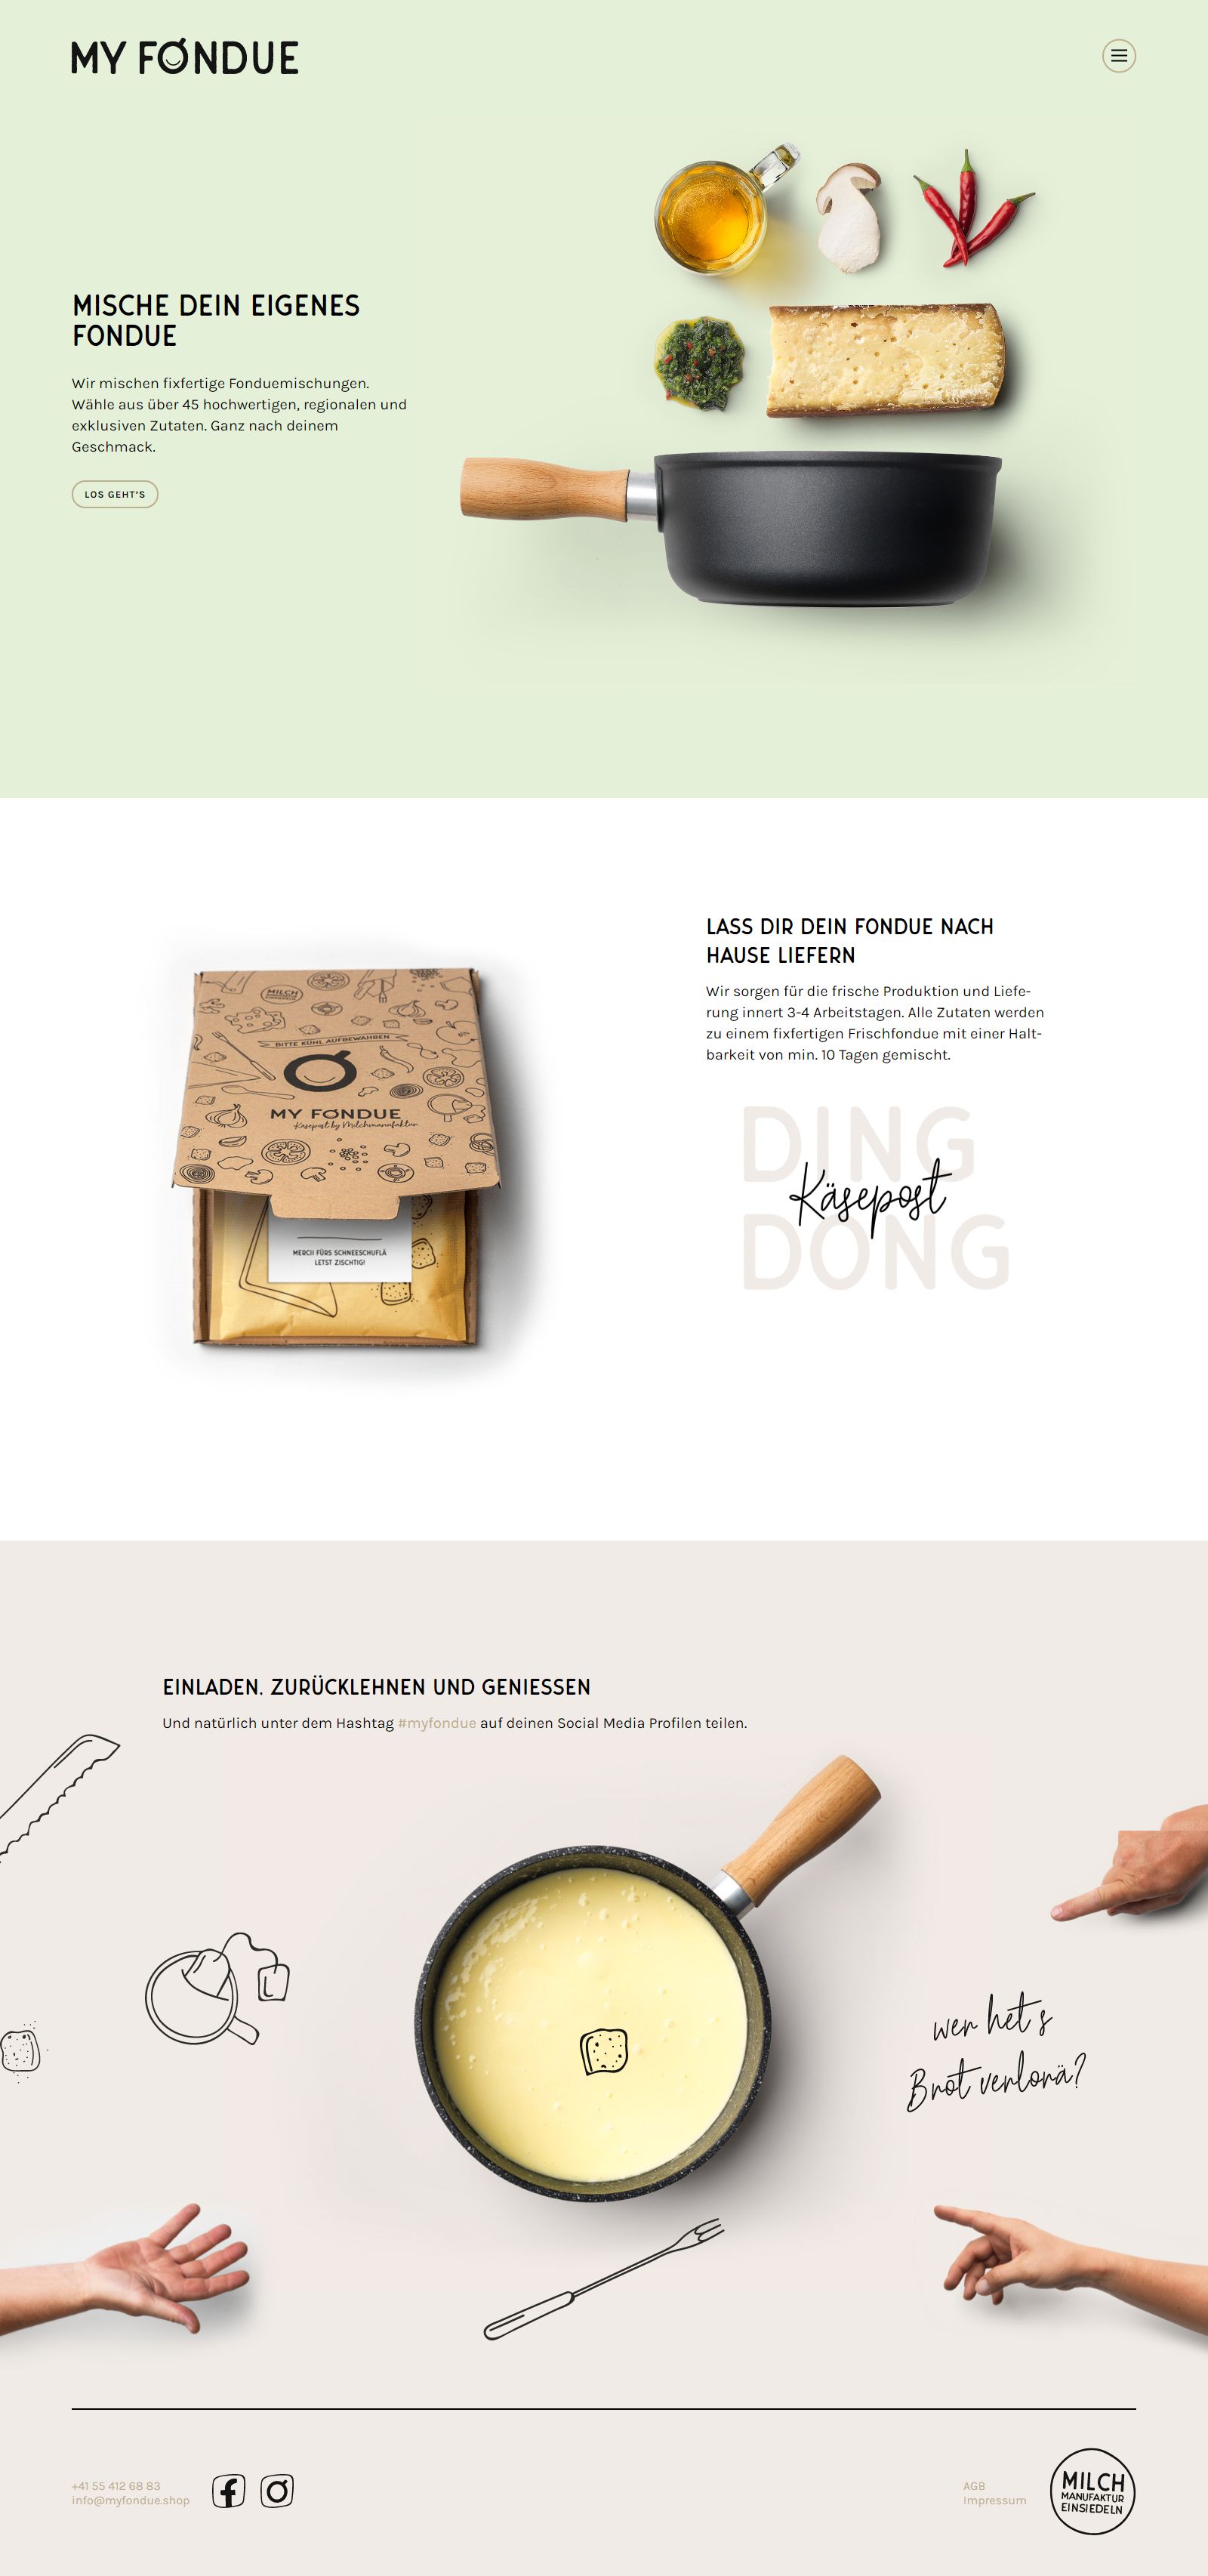 MY FONDUE
MISCHE DEIN EIGENES
FONDUE
Wir mischen fixfertige Fonduemischungen.
Wähle aus über 45 hochwertigen, regionalen und
exklusiven Zutaten. Ganz nach deinem
Geschmack.
LOS GEHT'S
LASS DIR DEIN FONDUE NACH
HAUSE LIEFERN
Wir sorgen für die frische Produktion und Liefe-
rung innert 3-4 Arbeitstagen. Alle Zutaten werden
zu einem fixfertigen Frischfondue mit einer Halt-
barkeit von min. 10 Tagen gemischt.
MILCH
BITTE KÜHL AUFBEWAHREN
MY FONDUE
Käsepost by Milchmanufaktur
MERCII FÜRS SCHNEESCHUFLÄ
LETST ZISCHTIG!
DING
Käsepost
DONG
EINLADEN. ZURÜCKLEHNEN UND GENIESSEN
Und natürlich unter dem Hashtag #myfondue auf deinen Social Media Profilen teilen.
wer het's
Brot verlorä?
+41 55 412 68 83
info@myfondue.shop
AGB
Impressum
MILCH
MANUFAKTUR
EINSIEDELN